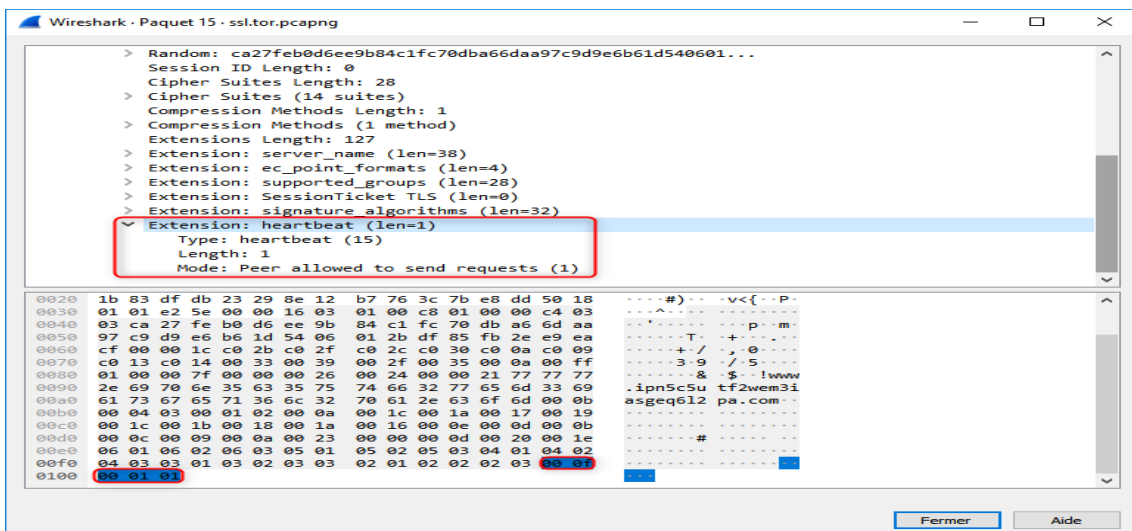 Wireshark · Paquet 15 · ssl.tor.pcapng
> Random: ca27feb0d6ee9b84c1fc70dba66daa97c9d9e6b61d540601...
Session ID Length: 0
Cipher Suites Length: 28
> Cipher Suites (14 suites)
Compression Methods Length: 1
> Compression Methods (1 method)
Extensions Length: 127
> Extension: server_name (len=38)
> Extension: ec_point_formats (len=4)
> Extension: supported_groups (len=28)
> Extension: SessionTicket TLS (len=0)
> Extension: signature_algorithms (len=32)
Extension: heartbeat (len=1)
Type: heartbeat (15)
Length: 1
Mode: Peer allowed to send requests (1)
0020 1b 83 df db 23 29 8e 12 b7 76 3c 7b e8 dd 50 18 ····#)·· ·v<{··P·
0030 01 01 e2 5e 00 00 16 03 01 00 c8 01 00 00 c4 03 ···^···· ········
0040 03 ca 27 fe b0 d6 ee 9b 84 c1 fc 70 db a6 6d aa ··'····· ···p··m·
0050 97 c9 d9 e6 b6 1d 54 06 01 2b df 85 fb 2e e9 ea ······T· ·+···.··
0060 cf 00 00 1c c0 2b c0 2f c0 2c c0 30 c0 0a c0 09 ·····+·/ ·,·0····
0070 c0 13 c0 14 00 33 00 39 00 2f 00 35 00 0a 00 ff ·····3·9 ·/·5····
0080 01 00 00 7f 00 00 00 26 00 24 00 00 21 77 77 77 ·······& ·$··!www
0090 2e 69 70 6e 35 63 35 75 74 66 32 77 65 6d 33 69 .ipn5c5u tf2wem3i
00a0 61 73 67 65 71 36 6c 32 70 61 2e 63 6f 6d 00 0b asgeq6l2 pa.com··
00b0 00 04 03 00 01 02 00 0a 00 1c 00 1a 00 17 00 19 ········ ········
00c0 00 1c 00 1b 00 18 00 1a 00 16 00 0e 00 0d 00 0b ········ ········
00d0 00 0c 00 09 00 0a 00 23 00 00 00 0d 00 20 00 1e ·······# ····· ··
00e0 06 01 06 02 06 03 05 01 05 02 05 03 04 01 04 02 ········ ········
00f0 04 03 03 01 03 02 03 03 02 01 02 02 02 03 00 0f ········ ········
0100 00 01 01 ···
Fermer Aide